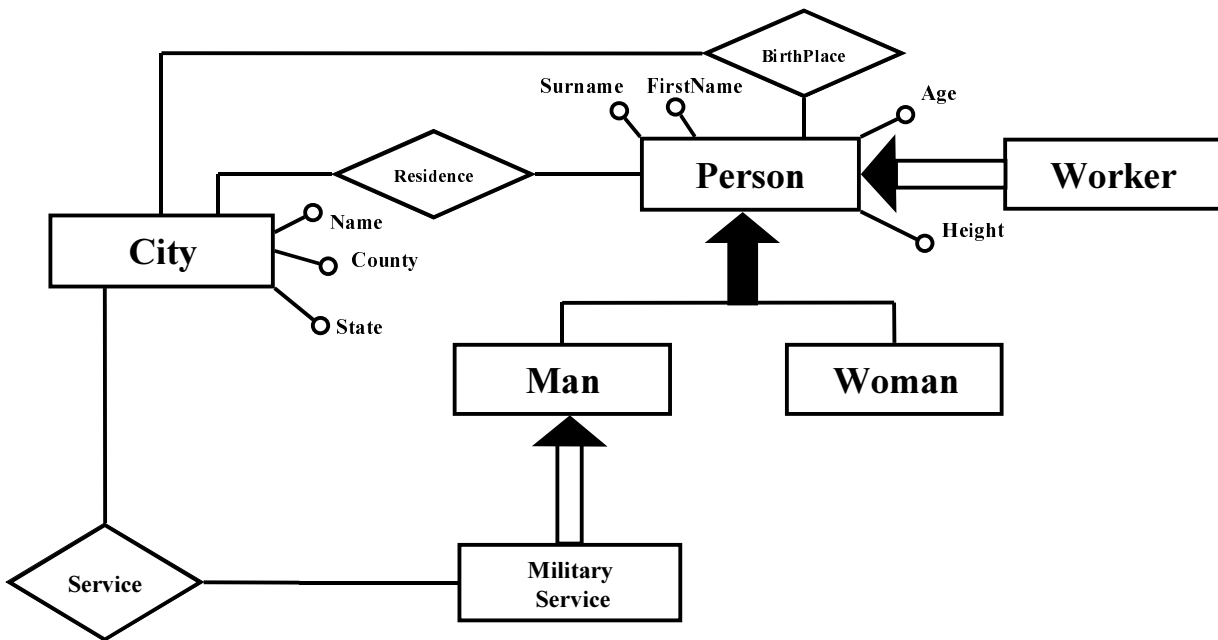 BirthPlace
Surname
FirstName
Age
Residence
Person
Worker
Name
Height
City
County
State
Man
Woman
Military
Service
Service